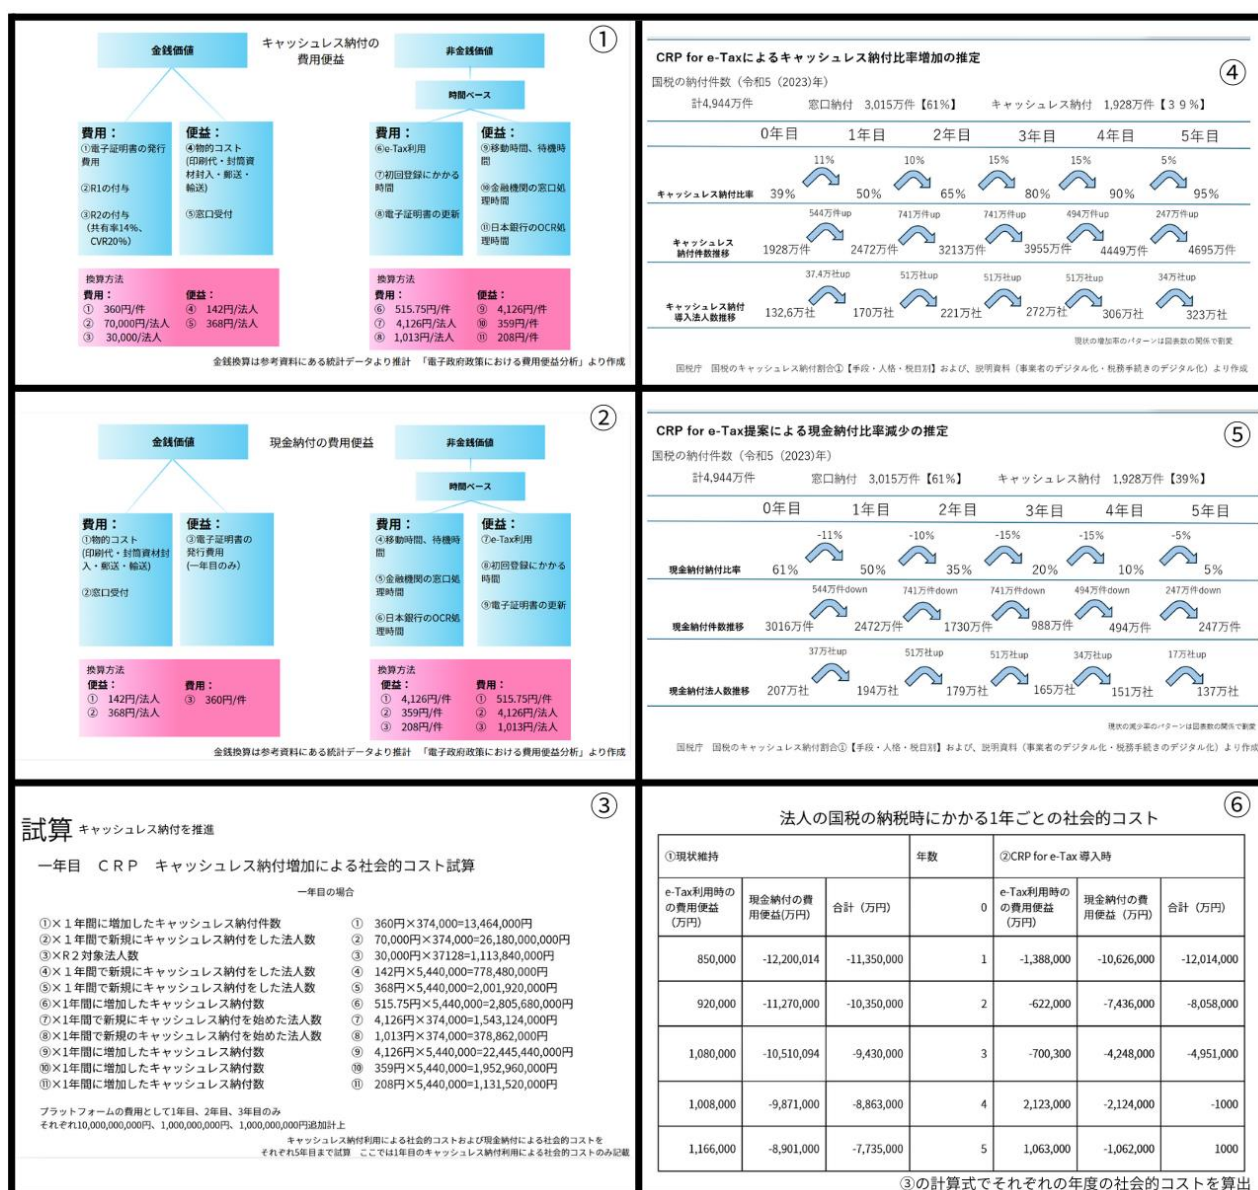 ①
キャッシュレス納付の
費用便益
金銭価値
非金銭価値
時間ベース
費用：
①電子証明書の発行
費用
②R1の付与
③R2の付与
（共有率14%、
CVR20%）
便益：
④物的コスト
(印刷代・封筒資
材封入・郵送・
輸送)
⑤窓口受付
費用：
⑥e-Tax利用
⑦初回登録にかかる
時間
⑧電子証明書の更新
便益：
⑨移動時間、待機時
間
⑩金融機関の窓口処
理時間
⑪日本銀行のOCR処
理時間
換算方法
費用： 便益：
① 360円/件 ④ 142円/法人
② 70,000円/法人 ⑤ 368円/法人
③ 30,000/法人
換算方法
費用： 便益：
⑥ 515.75円/件 ⑨ 4,126円/件
⑦ 4,126円/法人 ⑩ 359円/件
⑧ 1,013円/法人 ⑪ 208円/件
金銭換算は参考資料にある統計データより推計 「電子政府政策における費用便益分析」より作成
④
CRP for e-Taxによるキャッシュレス納付比率増加の推定
国税の納付件数（令和5（2023)年）
計4,944万件 窓口納付 3,015万件【61%】 キャッシュレス納付 1,928万件【３９%】
0年目 1年目 2年目 3年目 4年目 5年目
11% 10% 15% 15% 5%
キャッシュレス納付比率 39% 50% 65% 80% 90% 95%
544万件up 741万件up 741万件up 494万件up 247万件up
キャッシュレス
納付件数推移 1928万件 2472万件 3213万件 3955万件 4449万件 4695万件
37.4万社up 51万社up 51万社up 51万社up 34万社up
キャッシュレス納付
導入法人数推移 132,6万社 170万社 221万社 272万社 306万社 323万社
現状の増加率のパターンは図表数の関係で割愛
国税庁 国税のキャッシュレス納付割合①【手段・人格・税目別】および、説明資料（事業者のデジタル化・税務手続きのデジタル化）より作成
②
現金納付の費用便益
金銭価値
非金銭価値
時間ベース
費用：
①物的コスト
(印刷代・封筒資材封
入・郵送・輸送)
②窓口受付
便益：
③電子証明書の
発行費用
(一年目のみ）
費用：
④移動時間、待機時
間
⑤金融機関の窓口処
理時間
⑥日本銀行のOCR処
理時間
便益：
⑦e-Tax利用
⑧初回登録にかかる
時間
⑨電子証明書の更新
換算方法
便益： 費用：
① 142円/法人 ③ 360円/件
② 368円/法人
換算方法
便益： 費用：
① 4,126円/件 ① 515.75円/件
② 359円/件 ② 4,126円/法人
③ 208円/件 ③ 1,013円/法人
金銭換算は参考資料にある統計データより推計 「電子政府政策における費用便益分析」より作成
⑤
CRP for e-Tax提案による現金納付比率減少の推定
国税の納付件数（令和5（2023)年）
計4,944万件 窓口納付 3,015万件【61%】 キャッシュレス納付 1,928万件【39%】
0年目 1年目 2年目 3年目 4年目 5年目
-11% -10% -15% -15% -5%
現金納付納付比率 61% 50% 35% 20% 10% 5%
544万件down 741万件down 741万件down 494万件down 247万件down
現金納付件数推移 3016万件 2472万件 1730万件 988万件 494万件 247万件
37万社up 51万社up 51万社up 34万社up 17万社up
現金納付法人数推移 207万社 194万社 179万社 165万社 151万社 137万社
現状の減少率のパターンは図表数の関係で割愛
国税庁 国税のキャッシュレス納付割合①【手段・人格・税目別】および、説明資料（事業者のデジタル化・税務手続きのデジタル化）より作成
③
試算 キャッシュレス納付を推進
一年目 ＣＲＰ キャッシュレス納付増加による社会的コスト試算
一年目の場合
①×１年間に増加したキャッシュレス納付件数 ① 360円×374,000=13,464,000円
②×１年間で新規にキャッシュレス納付をした法人数 ② 70,000円×374,000=26,180,000,000円
③×R２対象法人数 ③ 30,000円×37128=1,113,840,000円
④×１年間で新規にキャッシュレス納付をした法人数 ④ 142円×5,440,000=778,480,000円
⑤×１年間で新規にキャッシュレス納付をした法人数 ⑤ 368円×5,440,000=2,001,920,000円
⑥×1年間に増加したキャッシュレス納付数 ⑥ 515.75円×5,440,000=2,805,680,000円
⑦×1年間で新規にキャッシュレス納付を始めた法人数 ⑦ 4,126円×374,000=1,543,124,000円
⑧×1年間で新規のキャッシュレス納付を始めた法人数 ⑧ 1,013円×374,000=378,862,000円
⑨×1年間に増加したキャッシュレス納付数 ⑨ 4,126円×5,440,000=22,445,440,000円
⑩×1年間に増加したキャッシュレス納付数 ⑩ 359円×5,440,000=1,952,960,000円
⑪×1年間に増加したキャッシュレス納付数 ⑪ 208円×5,440,000=1,131,520,000円
プラットフォームの費用として1年目、2年目、3年目のみ
それぞれ10,000,000,000円、1,000,000,000円、1,000,000,000円追加計上
キャッシュレス納付利用による社会的コストおよび現金納付による社会的コストを
それぞれ5年目まで試算 ここでは1年目のキャッシュレス納付利用による社会的コストのみ記載
⑥
法人の国税の納税時にかかる1年ごとの社会的コスト
①現状維持 年数 ②CRP for e-Tax 導入時
e-Tax利用時の
の費用便益
(万円) 現金納付の費
用便益(万円) 合計（万円） 0 e-Tax利用時の
の費用便益
（万円） 現金納付の費
用便益（万円） 合計（万円）
850,000 -12,200,014 -11,350,000 1 -1,388,000 -10,626,000 -12,014,000
920,000 -11,270,000 -10,350,000 2 -622,000 -7,436,000 -8,058,000
1,080,000 -10,510,094 -9,430,000 3 -700,300 -4,248,000 -4,951,000
1,008,000 -9,871,000 -8,863,000 4 2,123,000 -2,124,000 -1000
1,166,000 -8,901,000 -7,735,000 5 1,063,000 -1,062,000 1000
③の計算式でそれぞれの年度の社会的コストを算出